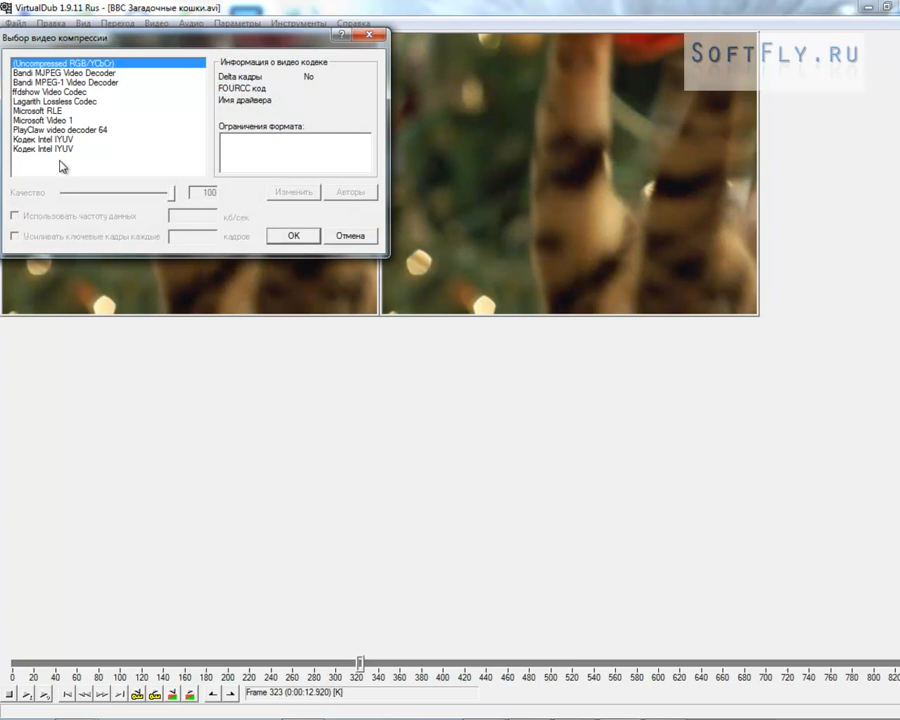 VirtualDub 1.9.11 Rus - [BBC Загадочные кошки.avi]
Файл Правка Вид Переход Видео Аудио Параметры Инструменты Справка
Выбор видео компрессии
SOFTFLY.RU
(Uncompressed RGB/YCbCr)
Bandi MJPEG Video Decoder
Bandi MPEG-1 Video Decoder
ffdshow Video Codec
Lagarith Lossless Codec
Microsoft RLE
Microsoft Video 1
PlayClaw video decoder 64
Кодек Intel IYUV
Кодек Intel IYUV
Информация о видео кодеке
Delta кадры No
FOURCC код
Имя драйвера
Ограничения формата:
Качество 100 Изменить Авторы
Использовать частоту данных кб/сек
Усиливать ключевые кадры каждые кадров
OK Отмена
0 20 40 60 80 100 120 140 160 180 200 220 240 260 280 300 320 340 360 380 400 420 440 460 480 500 520 540 560 580 600 620 640 660 680 700 720 740 760 780 800 820
Frame 323 (0:00:12.920) [K]